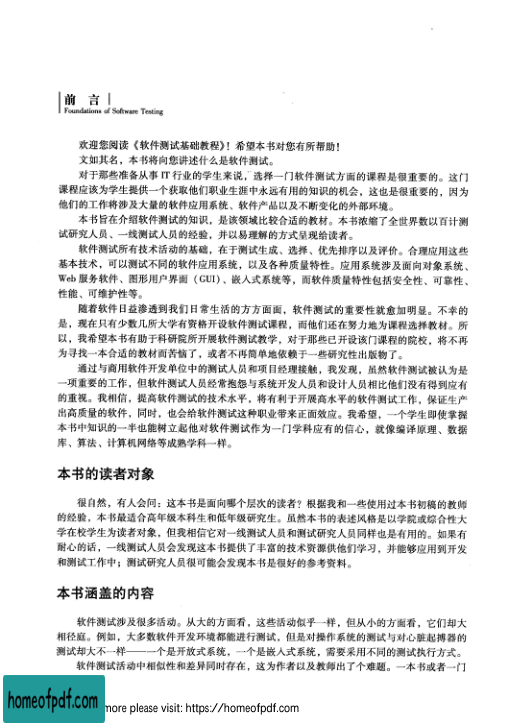 前 言
Foundations of Software Testing
欢迎您阅读《软件测试基础教程》！希望本书对您有所帮助！
文如其名，本书将向您讲述什么是软件测试。
对于那些准备从事 IT 行业的学生来说，选择一门软件测试方面的课程是很重要的。这门
课程应该为学生提供一个获取他们职业生涯中永远有用的知识的机会，这也是很重要的，因为
他们的工作将涉及大量的软件应用系统、软件产品以及不断变化的外部环境。
本书旨在介绍软件测试的知识，是该领域比较合适的教材。本书浓缩了全世界数以百计测
试研究人员、一线测试人员的经验，并以易理解的方式呈现给读者。
软件测试所有技术活动的基础，在于测试生成、选择、优先排序以及评价。合理应用这些
基本技术，可以测试不同的软件应用系统，以及各种质量特性。应用系统涉及面向对象系统、
Web 服务软件、图形用户界面（GUI）、嵌入式系统等，而软件质量特性包括安全性、可靠性、
性能、可维护性等。
随着软件日益渗透到我们日常生活的方方面面，软件测试的重要性就愈加明显。不幸的
是，现在只有少数几所大学有资格开设软件测试课程，而他们还在努力地为课程选择教材。所
以，我希望本书有助于科研院所开展软件测试教学，对于那些已开设该门课程的院校，将不再
为寻找一本合适的教材而苦恼了，或者不再简单地依赖于一些研究性出版物了。
通过与商用软件开发单位中的测试人员和项目经理接触，我发现，虽然软件测试被认为是
一项重要的工作，但软件测试人员经常抱怨与系统开发人员和设计人员相比他们没有得到应有
的重视。我相信，提高软件测试的技术水平，将有利于开展高水平的软件测试工作，保证生产
出高质量的软件，同时，也会给软件测试这种职业带来正面效应。我希望，一个学生即使掌握
本书中知识的一半也能树立起他对软件测试作为一门学科应有的信心，就像编译原理、数据
库、算法、计算机网络等成熟学科一样。
本书的读者对象
很自然，有人会问：这本书是面向哪个层次的读者？根据我和一些使用过本书初稿的教师
的经验，本书最适合高年级本科生和低年级研究生。虽然本书的表述风格是以学院或综合性大
学在校学生为读者对象，但我相信它对一线测试人员和测试研究人员同样也是有用的。如果有
耐心的话，一线测试人员会发现这本书提供了丰富的技术资源供他们学习，并能够应用到开发
和测试工作中；测试研究人员很可能会发现本书是很好的参考资料。
本书涵盖的内容
软件测试涉及很多活动。从大的方面看，这些活动似乎一样，但从小的方面看，它们却大
相径庭。例如，大多数软件开发环境都能进行测试，但是对操作系统的测试与对心脏起搏器的
测试却大不一样——一个是开放式系统，一个是嵌入式系统，需要采用不同的测试执行方式。
软件测试活动中相似性和差异同时存在，这为作者以及教师出了个难题。一本书或者一门
homeofpdf.com
more please visit: https://homeofpdf.com